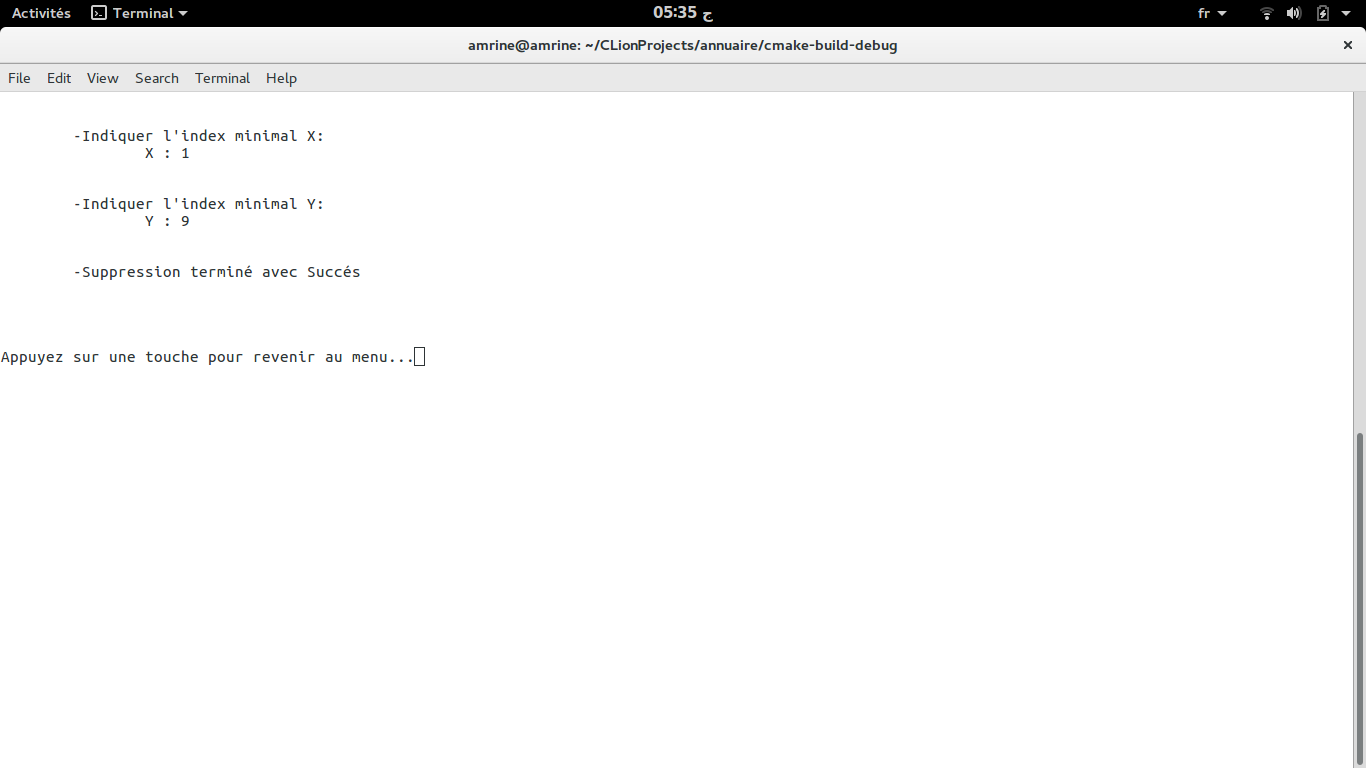 Activités Terminal 05:35 ج fr
amrine@amrine: ~/CLionProjects/annuaire/cmake-build-debug ×
File Edit View Search Terminal Help
-Indiquer l'index minimal X:
X : 1
-Indiquer l'index minimal Y:
Y : 9
-Suppression terminé avec Succés
Appuyez sur une touche pour revenir au menu...